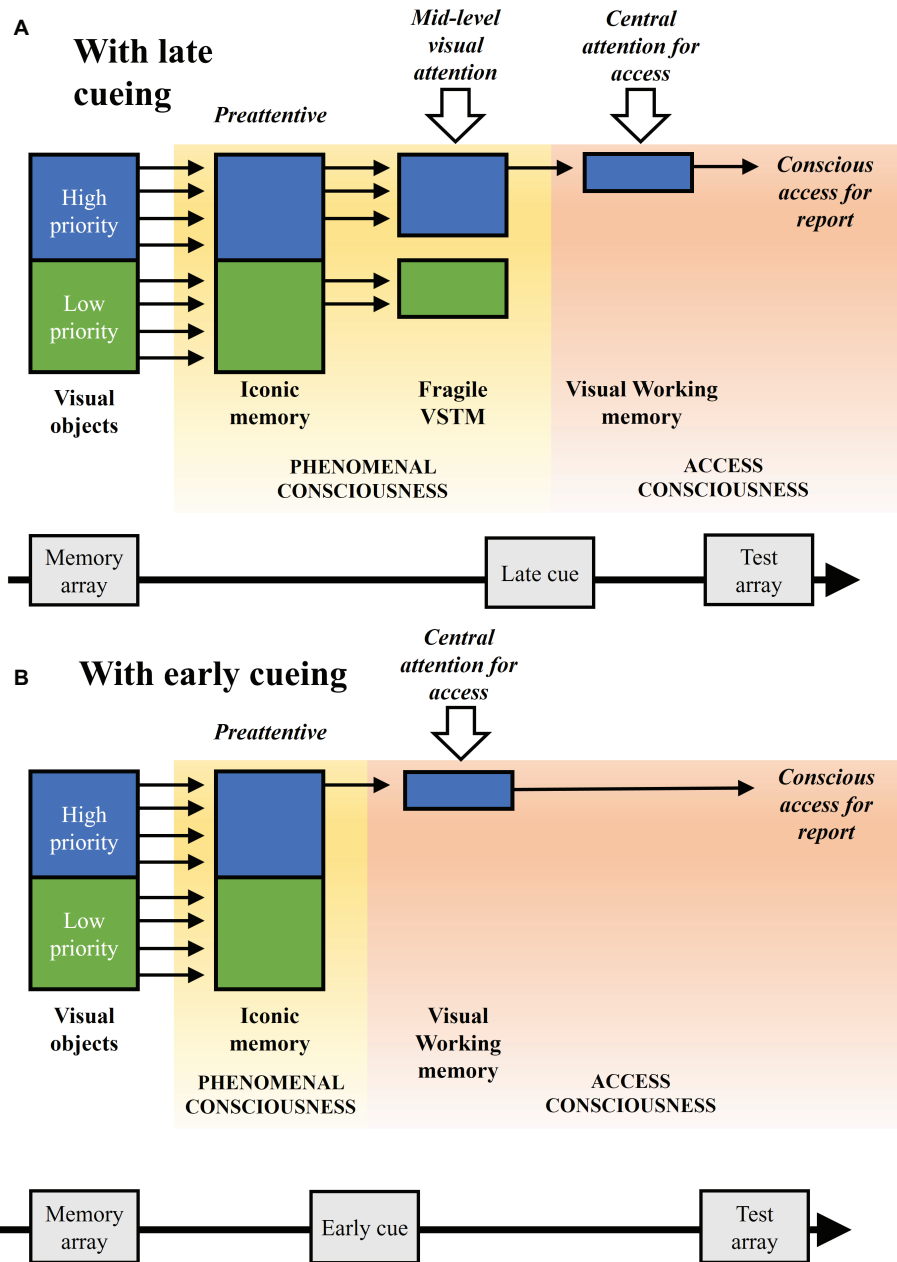 A
With late
cueing
Preattentive
Mid-level
visual
attention
Central
attention for
access
High
priority
Low
priority
Conscious
access for
report
Visual
objects
Iconic
memory
Fragile
VSTM
Visual Working
memory
PHENOMENAL
CONSCIOUSNESS
ACCESS
CONSCIOUSNESS
Memory
array
Late cue
Test
array
B
With early cueing
Preattentive
Central
attention for
access
High
priority
Low
priority
Conscious
access for
report
Visual
objects
Iconic
memory
Visual
Working
memory
PHENOMENAL
CONSCIOUSNESS
ACCESS
CONSCIOUSNESS
Memory
array
Early cue
Test
array